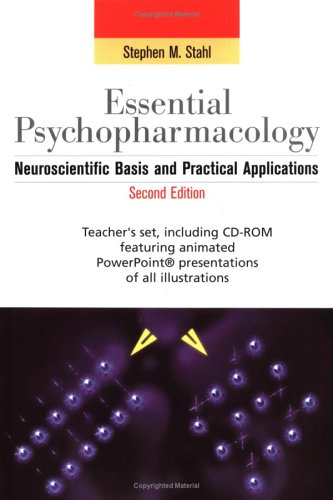 Stephen M. Stahl
Essential
Psychopharmacology
Neuroscientific Basis and Practical Applications
Second Edition
Teacher's set, including CD-ROM
featuring animated
PowerPoint® presentations
of all illustrations